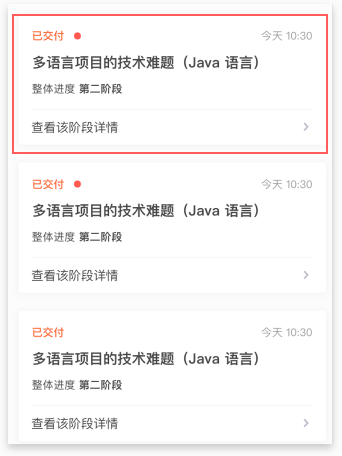 已交付 今天 10:30
多语言项目的技术难题（Java 语言）
整体进度 第二阶段
查看该阶段详情
已交付 今天 10:30
多语言项目的技术难题（Java 语言）
整体进度 第二阶段
查看该阶段详情
已交付 今天 10:30
多语言项目的技术难题（Java 语言）
整体进度 第二阶段
查看该阶段详情